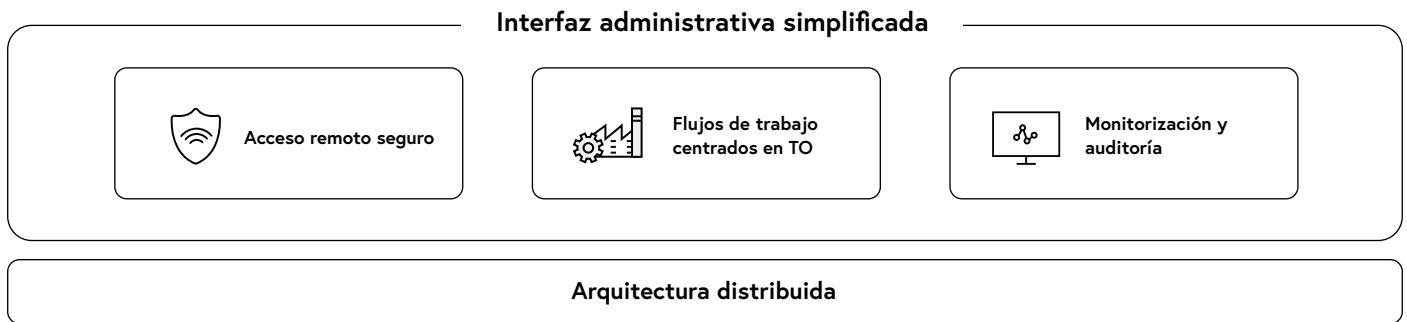 Interfaz administrativa simplificada
Acceso remoto seguro
Flujos de trabajo
centrados en TO
Monitorización y
auditoría
Arquitectura distribuida